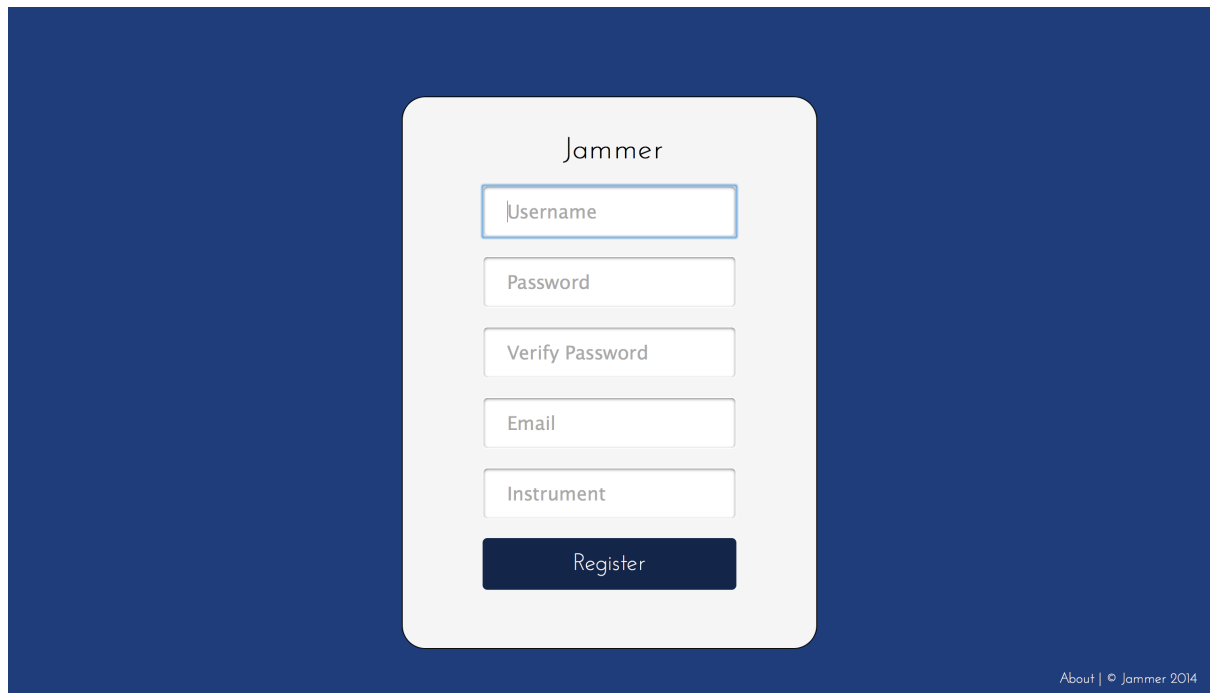 Jammer
Username
Password
Verify Password
Email
Instrument
Register
About | © Jammer 2014